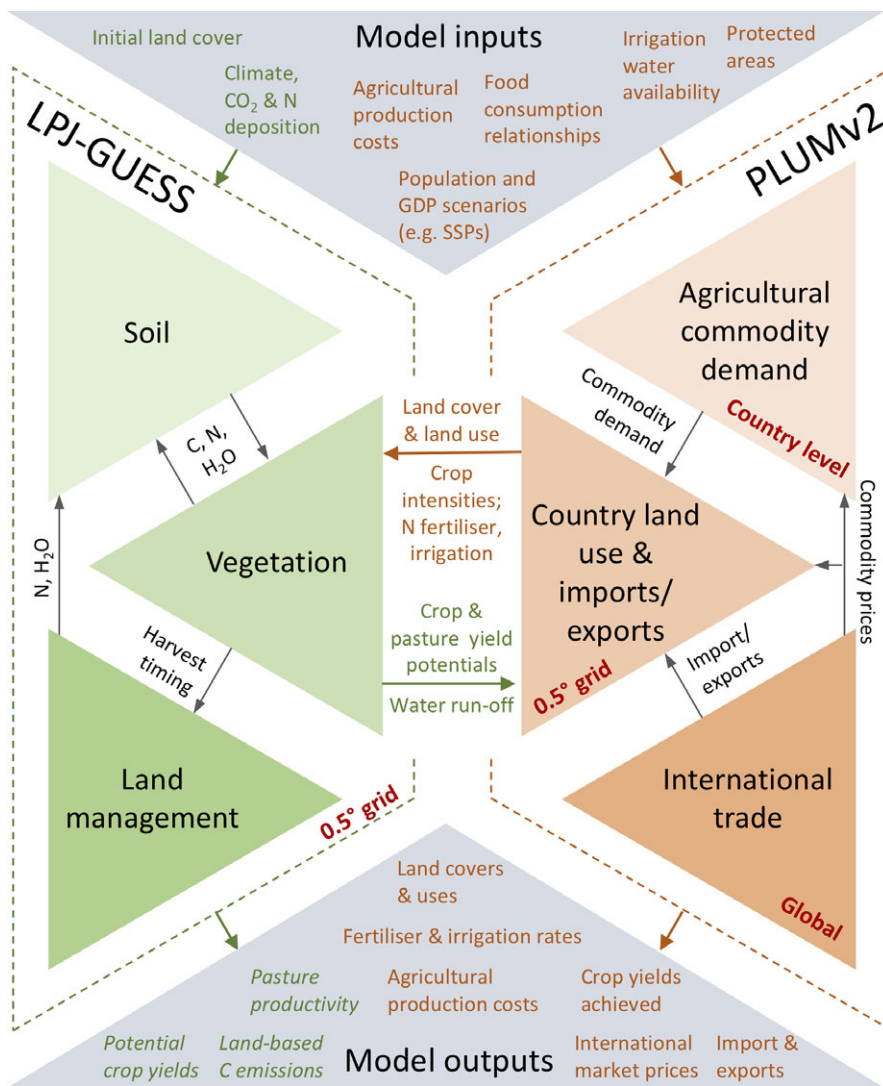 Model inputs
Initial land cover
Climate,
CO₂ & N
deposition
Agricultural
production
costs
Food
consumption
relationships
Irrigation
water
availability
Protected
areas
Population and
GDP scenarios
(e.g. SSPs)
LPJ-GUESS
PLUMv2
Soil
C, N,
H₂O
Vegetation
N, H₂O
Harvest
timing
Land
management
0.5° grid
Land cover
& land use
Crop
intensities;
N fertiliser,
irrigation
Crop &
pasture yield
potentials
Water run-off
Agricultural
commodity
demand
Country level
Commodity
demand
Country land
use &
imports/
exports
0.5° grid
Commodity prices
Import/
exports
International
trade
Global
Land covers
& uses
Fertiliser & irrigation rates
Pasture
productivity
Agricultural
production costs
Crop yields
achieved
Potential
crop yields
Land-based
C emissions
Model outputs
International
market prices
Import &
exports